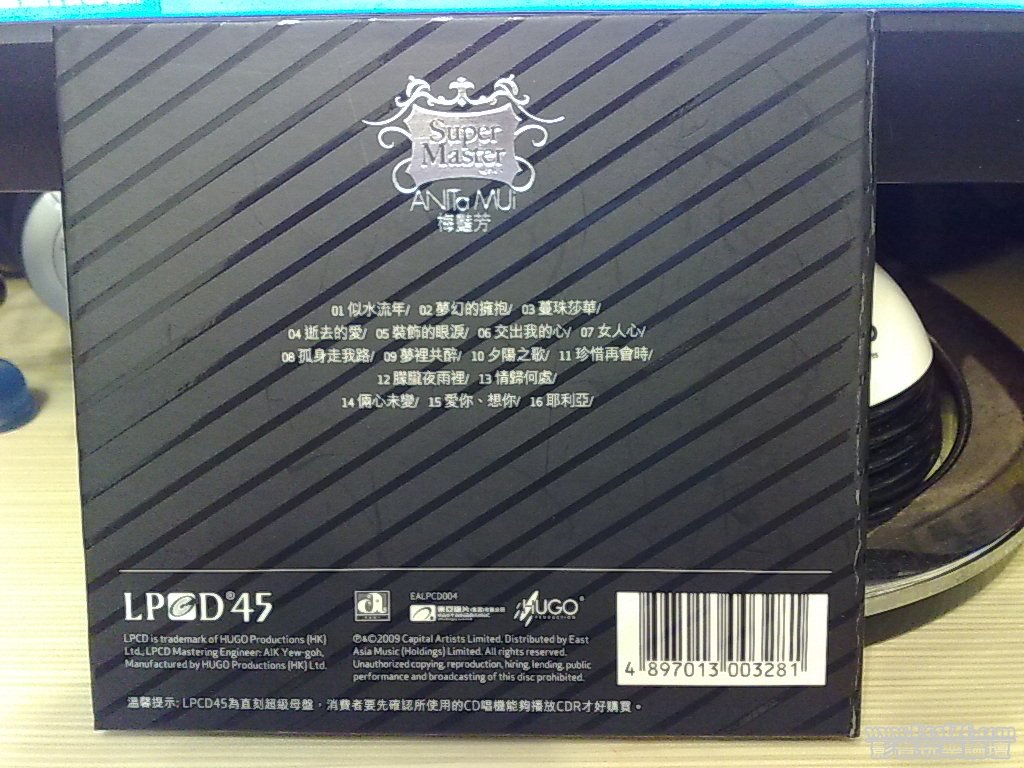 Super
Master
ANITA MUI
梅艷芳
01 似水流年/ 02 夢幻的擁抱/ 03 蔓珠莎華/
04 逝去的愛/ 05 裝飾的眼淚/ 06 交出我的心/ 07 女人心/
08 孤身走我路/ 09 夢裡共醉/ 10 夕陽之歌/ 11 珍惜再會時/
12 朦朧夜雨裡/ 13 情歸何處/
14 倆心未變/ 15 愛你、想你/ 16 耶利亞/
LPCD®45
LPCD is trademark of HUGO Productions (HK)
Ltd., LPCD Mastering Engineer: AIK Yew-goh,
Manufactured by HUGO Productions (HK) Ltd.
EALPCD004
HUGO®
PRODUCTION
℗&©2009 Capital Artists Limited. Distributed by East
Asia Music (Holdings) Limited. All rights reserved.
Unauthorized copying, reproduction, hiring, lending, public
performance and broadcasting of this disc prohibited.
4 897013 003281
溫馨提示: LPCD45為直刻超級母盤，消費者要先確認所使用的CD唱機能夠播放CDR才好購買。